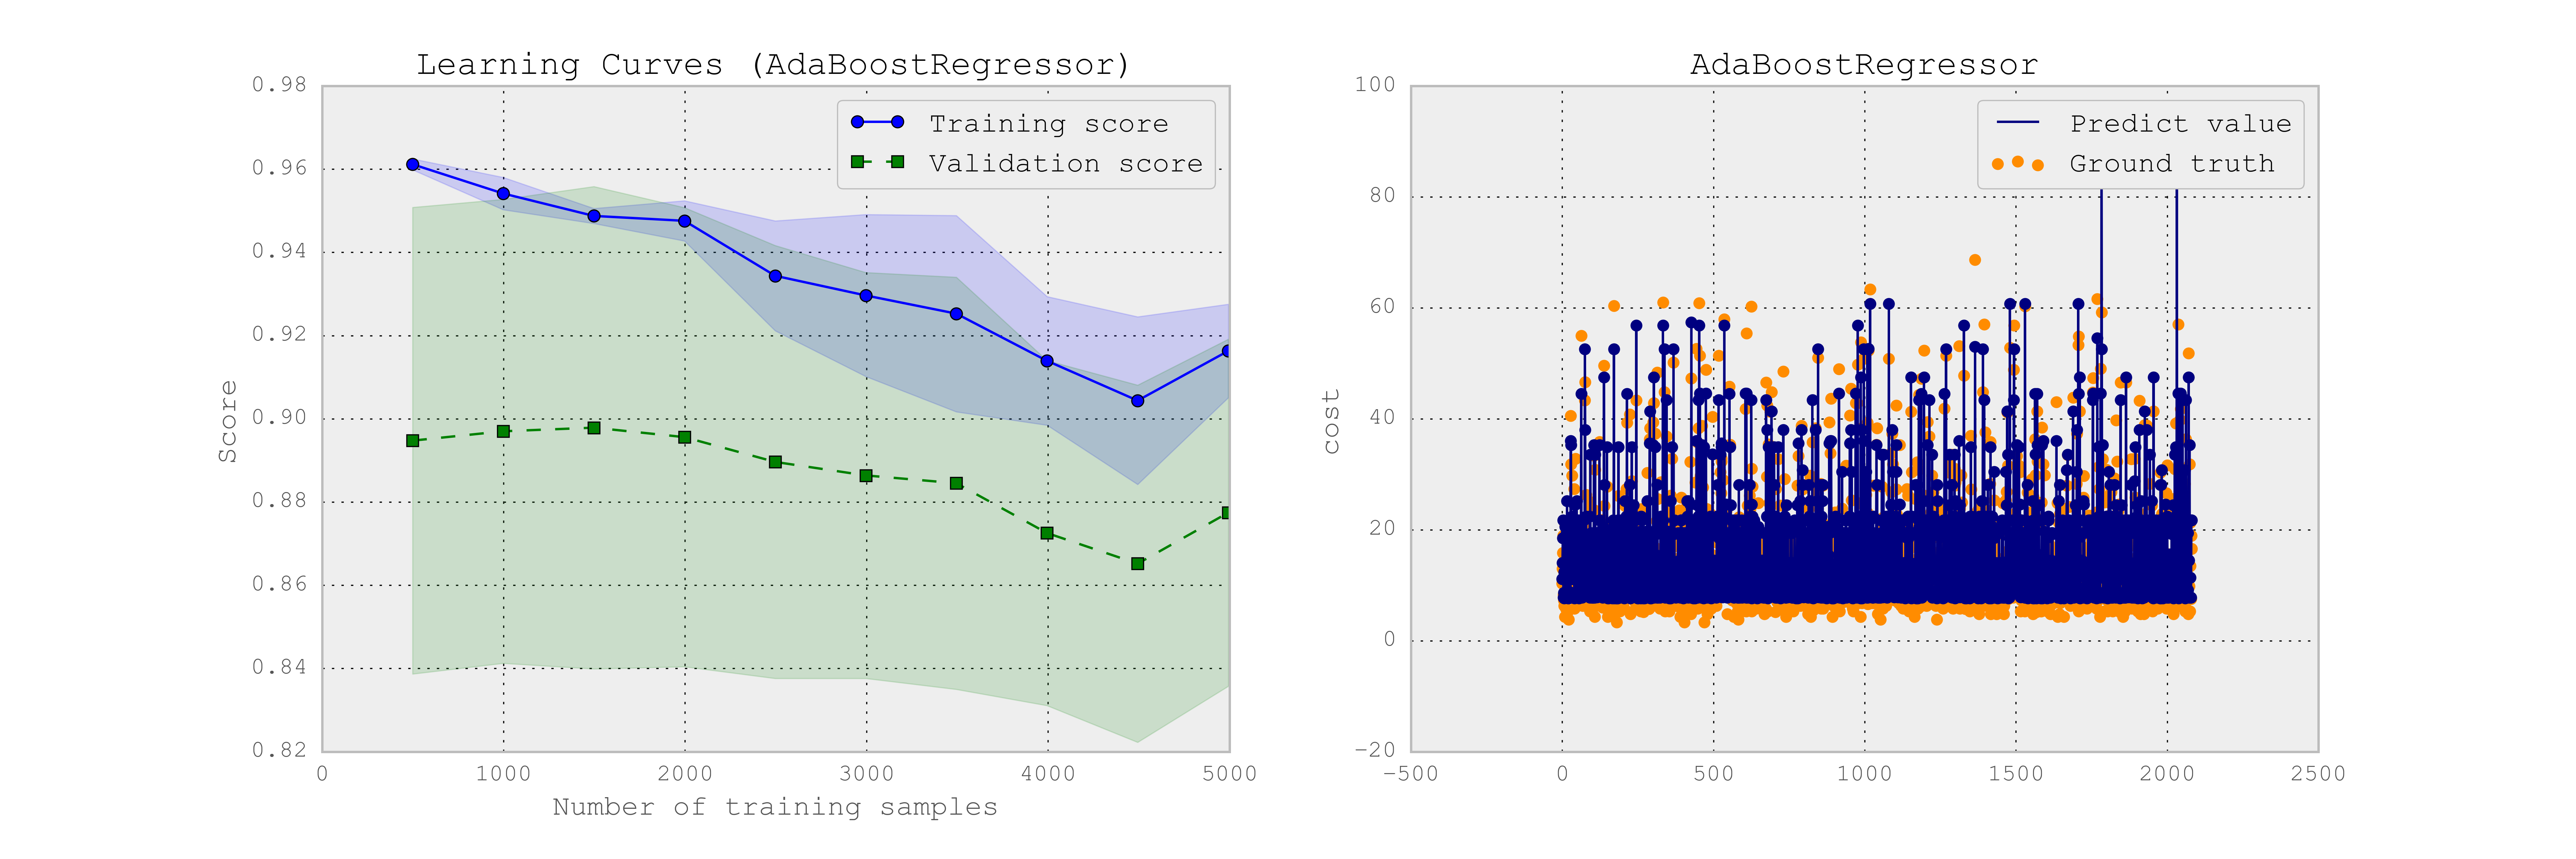 Learning Curves (AdaBoostRegressor)
0.98
0.96
0.94
0.92
0.90
0.88
0.86
0.84
0.82
Score
Training score
Validation score
0 1000 2000 3000 4000 5000
Number of training samples
AdaBoostRegressor
100
80
60
40
20
0
−20
cost
Predict value
Ground truth
−500 0 500 1000 1500 2000 2500